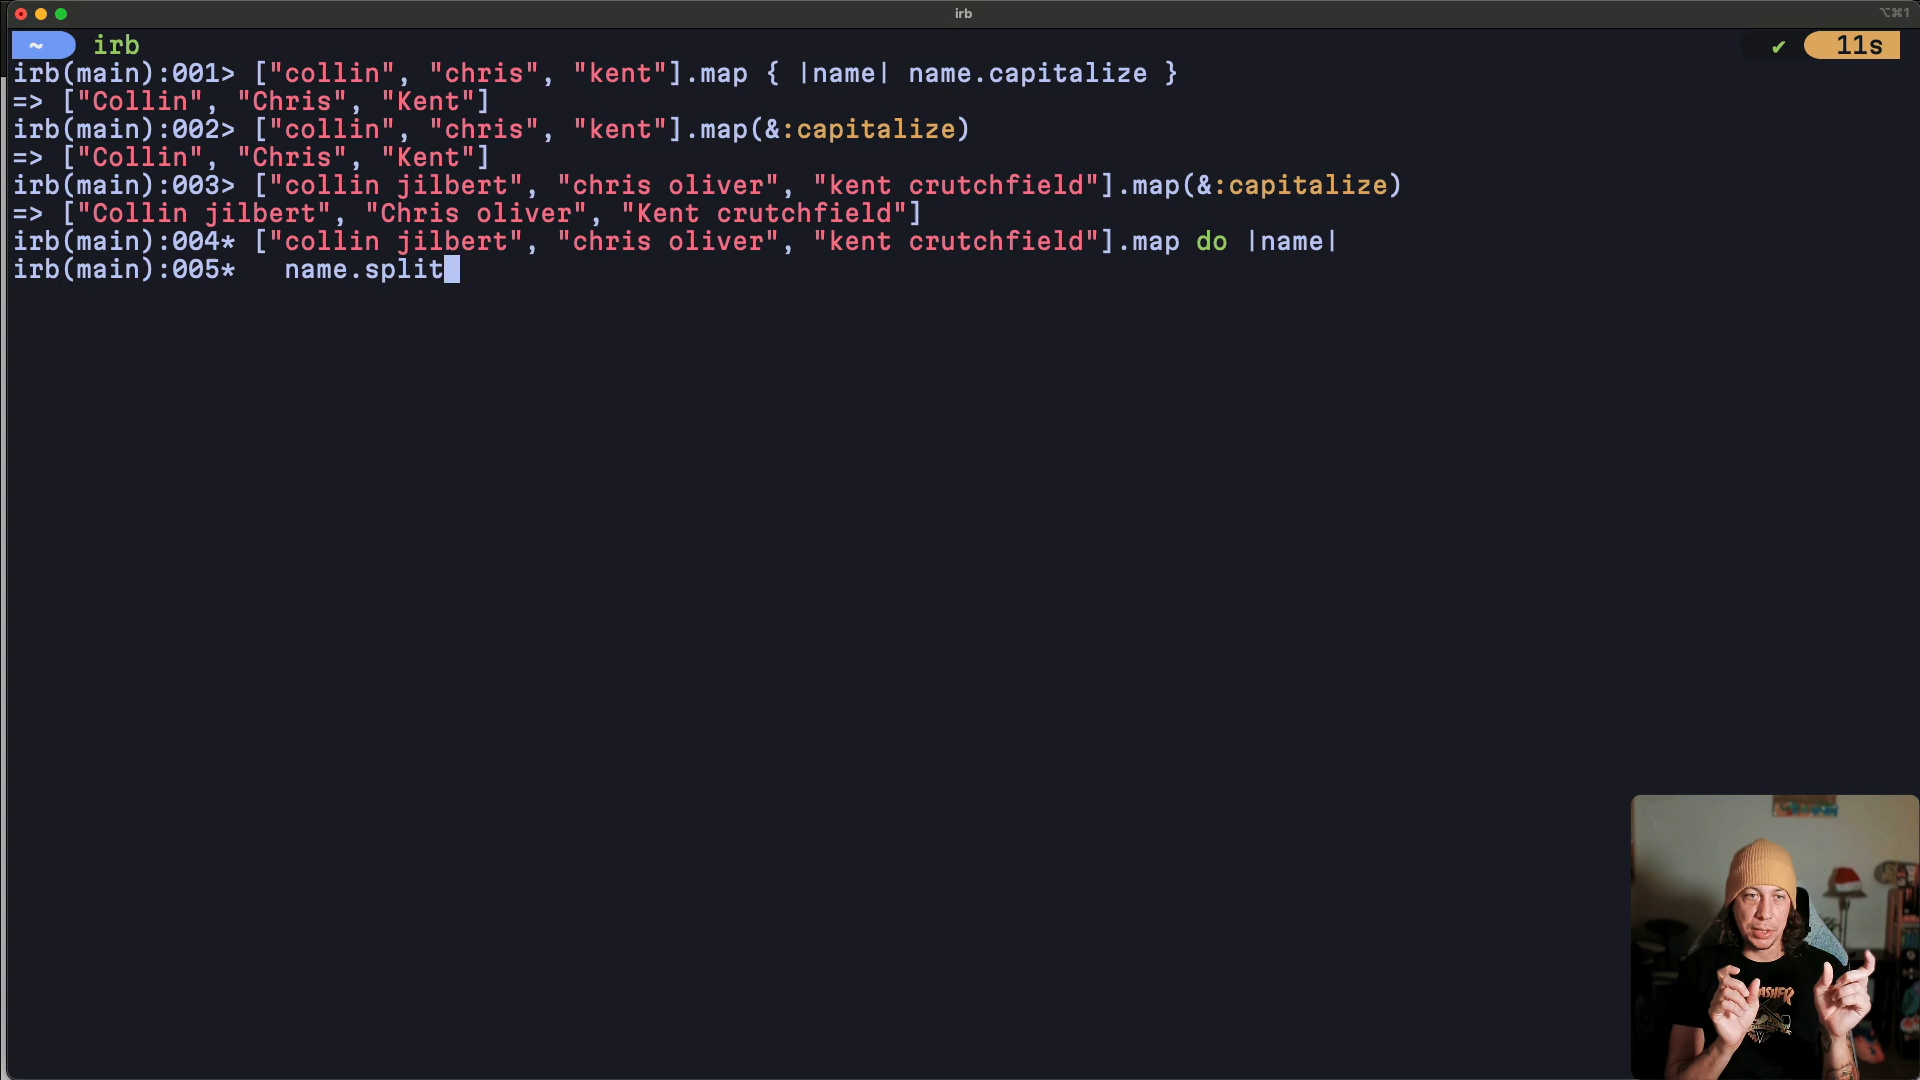 irb
⌥⌘1
~ irb ✔ 11s
irb(main):001> ["collin", "chris", "kent"].map { |name| name.capitalize }
=> ["Collin", "Chris", "Kent"]
irb(main):002> ["collin", "chris", "kent"].map(&:capitalize)
=> ["Collin", "Chris", "Kent"]
irb(main):003> ["collin jilbert", "chris oliver", "kent crutchfield"].map(&:capitalize)
=> ["Collin jilbert", "Chris oliver", "Kent crutchfield"]
irb(main):004* ["collin jilbert", "chris oliver", "kent crutchfield"].map do |name|
irb(main):005*   name.split